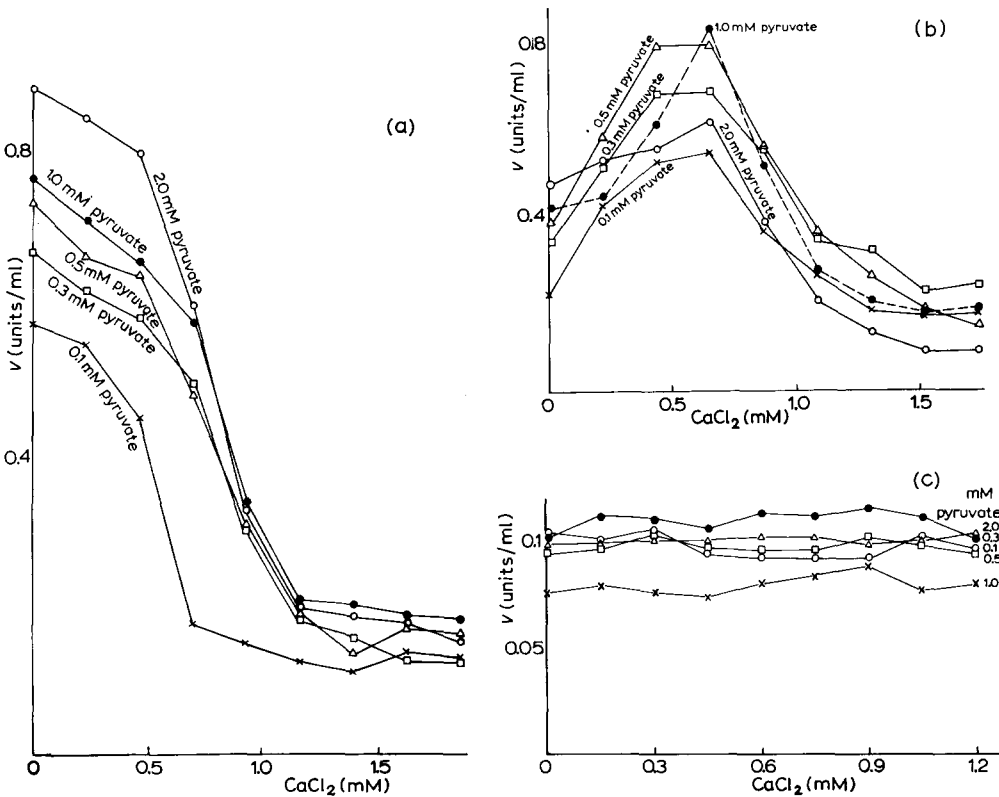 (a)
v (units/ml)
0.8
0.4
2.0 mM pyruvate
1.0 mM pyruvate
0.5 mM pyruvate
0.3 mM pyruvate
0.1 mM pyruvate
0
0.5
1.0
1.5
CaCl2 (mM)
(b)
v (units/ml)
0.8
0.4
1.0 mM pyruvate
0.5 mM pyruvate
0.3 mM pyruvate
2.0 mM pyruvate
0.1 mM pyruvate
0
0.5
1.0
1.5
CaCl2 (mM)
(c)
mM
pyruvate
v (units/ml)
0.1
0.05
2.0
0.3
0.1
0.5
1.0
0
0.3
0.6
0.9
1.2
CaCl2 (mM)